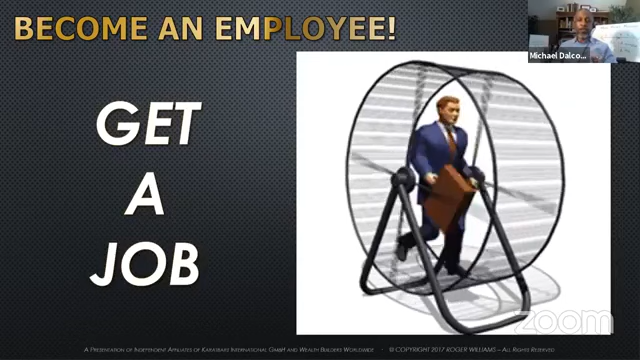 BECOME AN EMPLOYEE!
Michael Dalco...
GET
A
JOB
zoom
A PRESENTATION OF INDEPENDENT AFFILIATES OF KARATBARS INTERNATIONAL GMBH AND WEALTH BUILDERS WORLDWIDE - © COPYRIGHT 2017 ROGER WILLIAMS ALL RIGHTS RESERVED